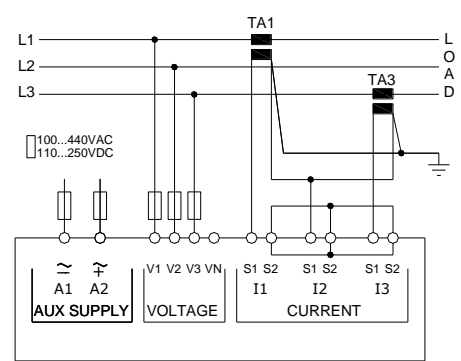 TA1
L1 L
O
L2 A
TA3
L3 D
100...440VAC
110...250VDC
V1 V2 V3 VN S1 S2 S1 S2 S1 S2
A1 A2 I1 I2 I3
AUX SUPPLY VOLTAGE CURRENT